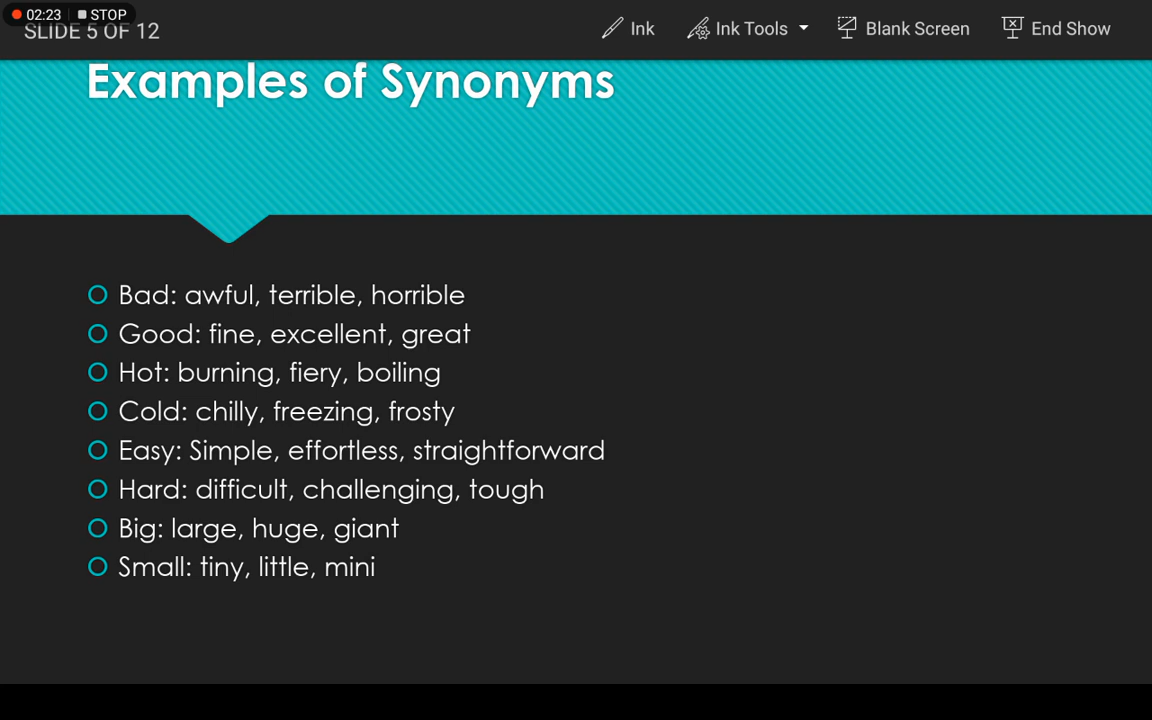 02:23 STOP
SLIDE 5 OF 12
Ink
Ink Tools
Blank Screen
End Show
Examples of Synonyms
Bad: awful, terrible, horrible
Good: fine, excellent, great
Hot: burning, fiery, boiling
Cold: chilly, freezing, frosty
Easy: Simple, effortless, straightforward
Hard: difficult, challenging, tough
Big: large, huge, giant
Small: tiny, little, mini